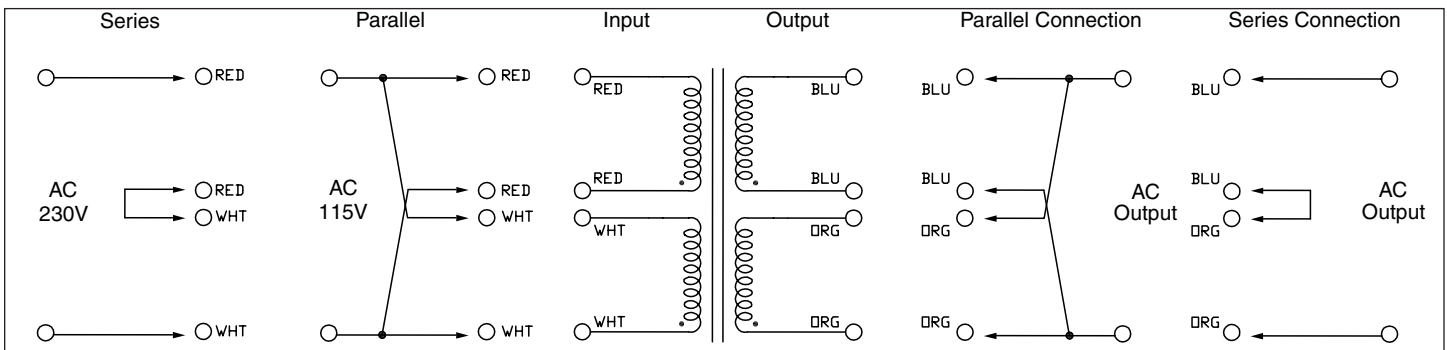 Series Parallel Input Output Parallel Connection Series Connection
RED RED RED BLU BLU BLU
AC 230V RED WHT
AC 115V RED WHT
RED WHT
BLU ORG
BLU ORG AC Output
BLU ORG AC Output
WHT WHT WHT ORG ORG ORG